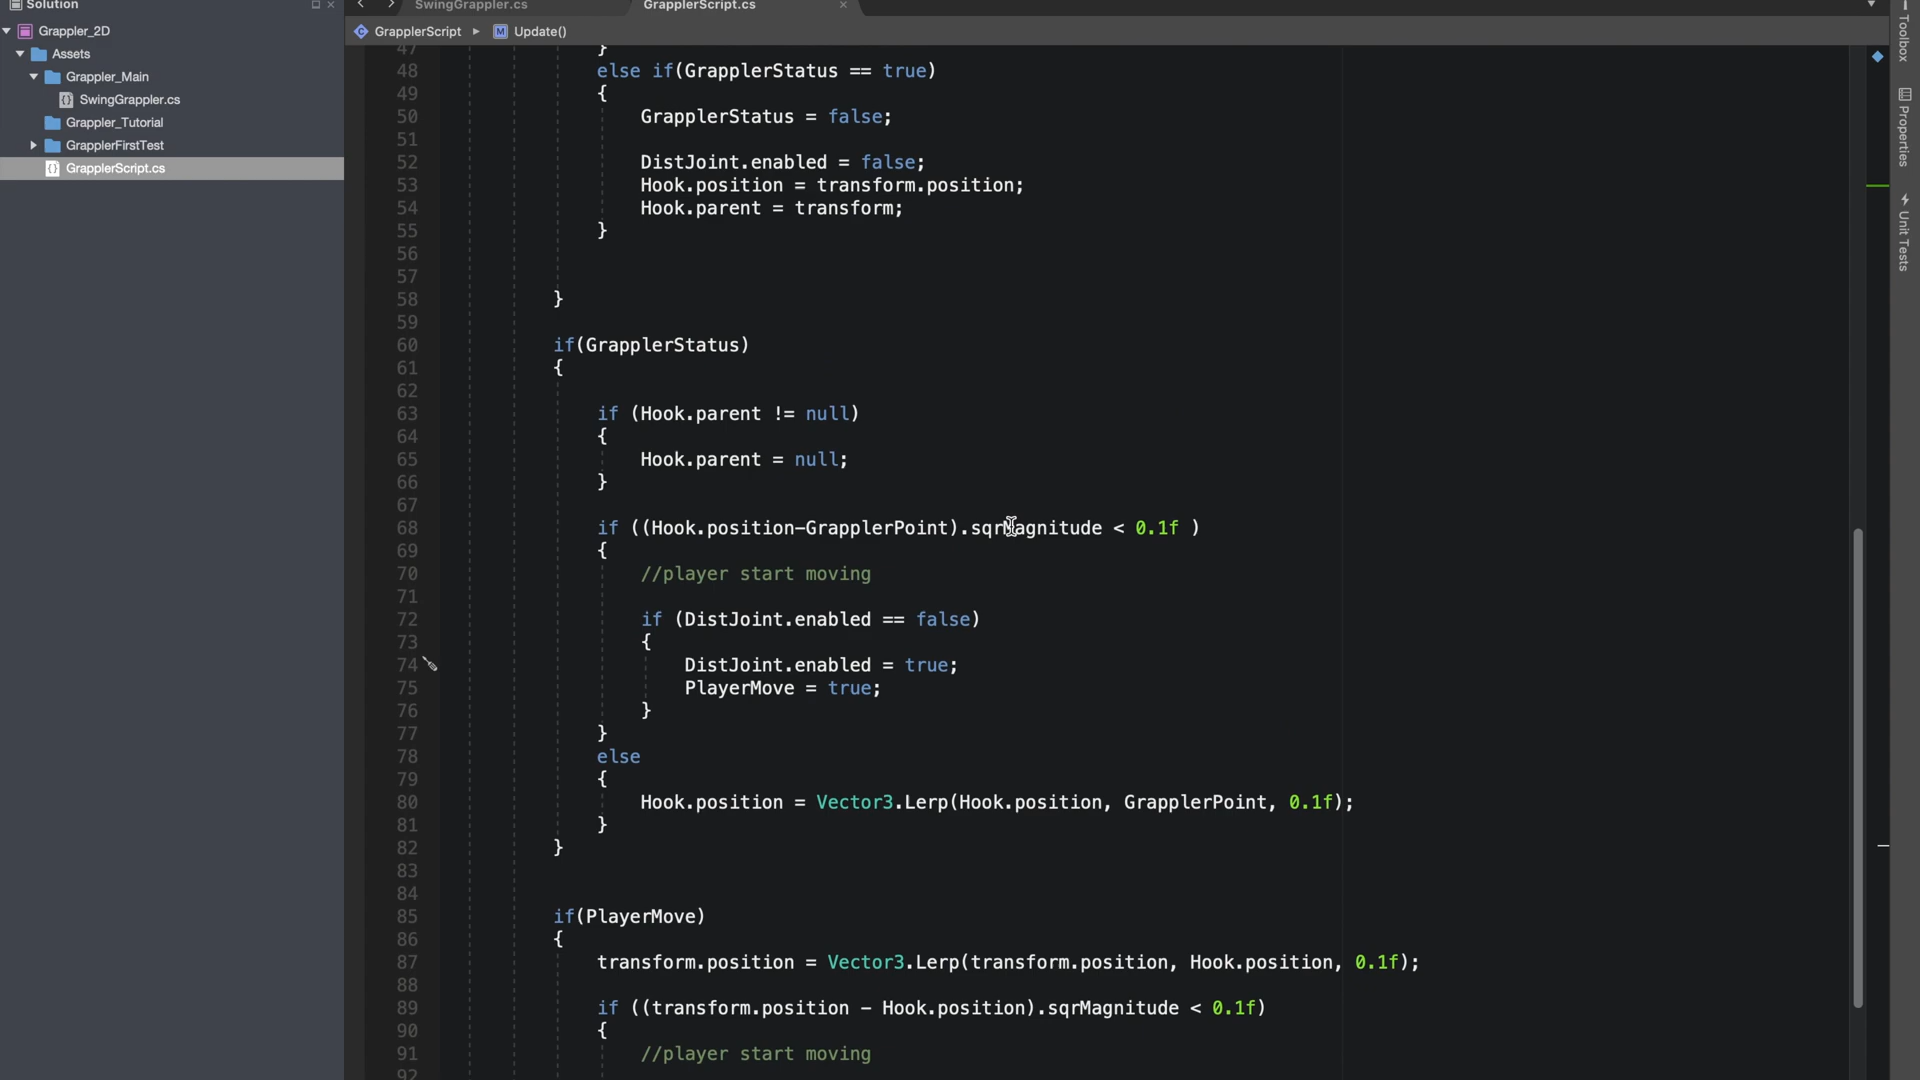 Solution
SwingGrappler.cs
GrapplerScript.cs
Grappler_2D
Assets
Grappler_Main
SwingGrappler.cs
Grappler_Tutorial
GrapplerFirstTest
GrapplerScript.cs
GrapplerScript
Update()
47 }
48 else if(GrapplerStatus == true)
49 {
50 GrapplerStatus = false;
51
52 DistJoint.enabled = false;
53 Hook.position = transform.position;
54 Hook.parent = transform;
55 }
56
57
58 }
59
60 if(GrapplerStatus)
61 {
62
63 if (Hook.parent != null)
64 {
65 Hook.parent = null;
66 }
67
68 if ((Hook.position-GrapplerPoint).sqrMagnitude < 0.1f )
69 {
70 //player start moving
71
72 if (DistJoint.enabled == false)
73 {
74 DistJoint.enabled = true;
75 PlayerMove = true;
76 }
77 }
78 else
79 {
80 Hook.position = Vector3.Lerp(Hook.position, GrapplerPoint, 0.1f);
81 }
82 }
83
84
85 if(PlayerMove)
86 {
87 transform.position = Vector3.Lerp(transform.position, Hook.position, 0.1f);
88
89 if ((transform.position - Hook.position).sqrMagnitude < 0.1f)
90 {
91 //player start moving
92
Toolbox
Properties
Unit Tests